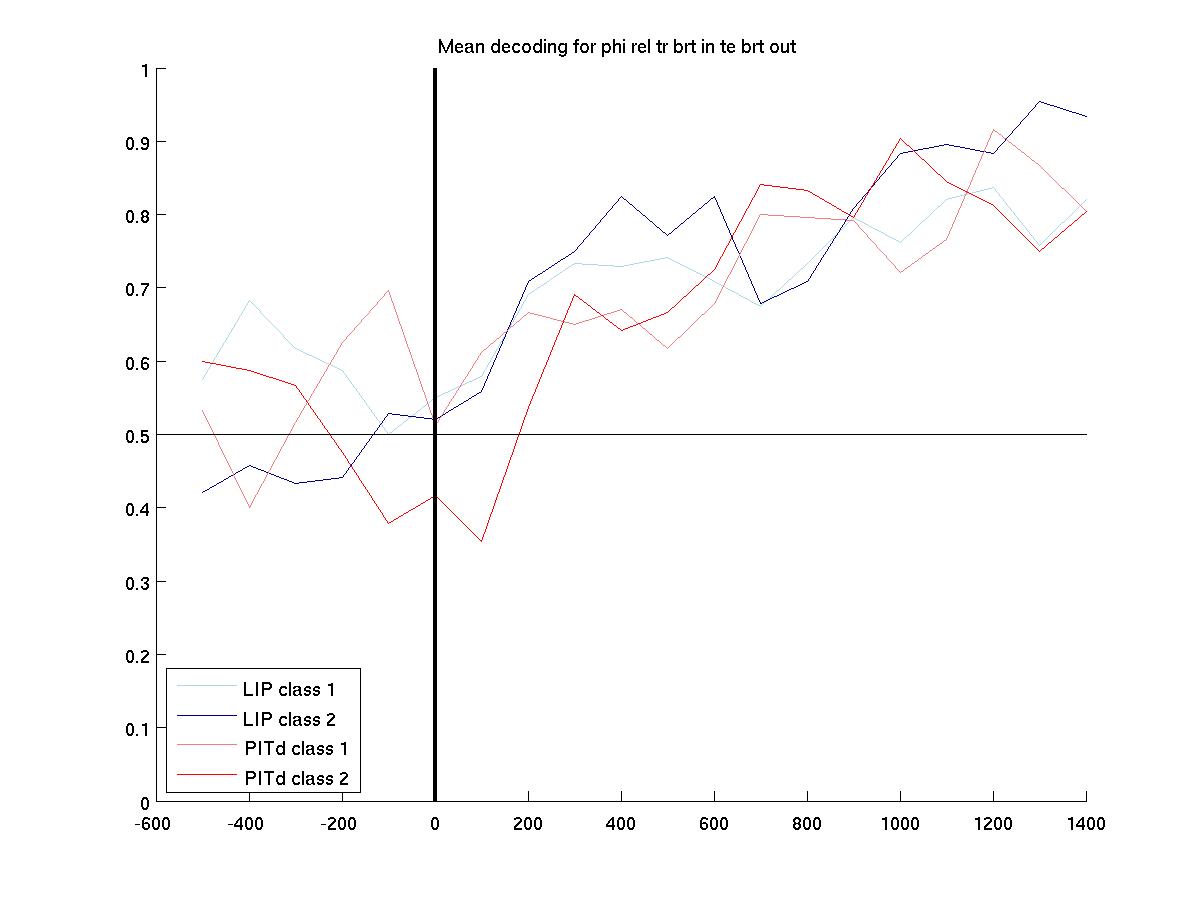 Mean decoding for phi rel tr brt in te brt out
1
0.9
0.8
0.7
0.6
0.5
0.4
0.3
0.2
0.1
0
LIP class 1
LIP class 2
PITd class 1
PITd class 2
-600 -400 -200 0 200 400 600 800 1000 1200 1400